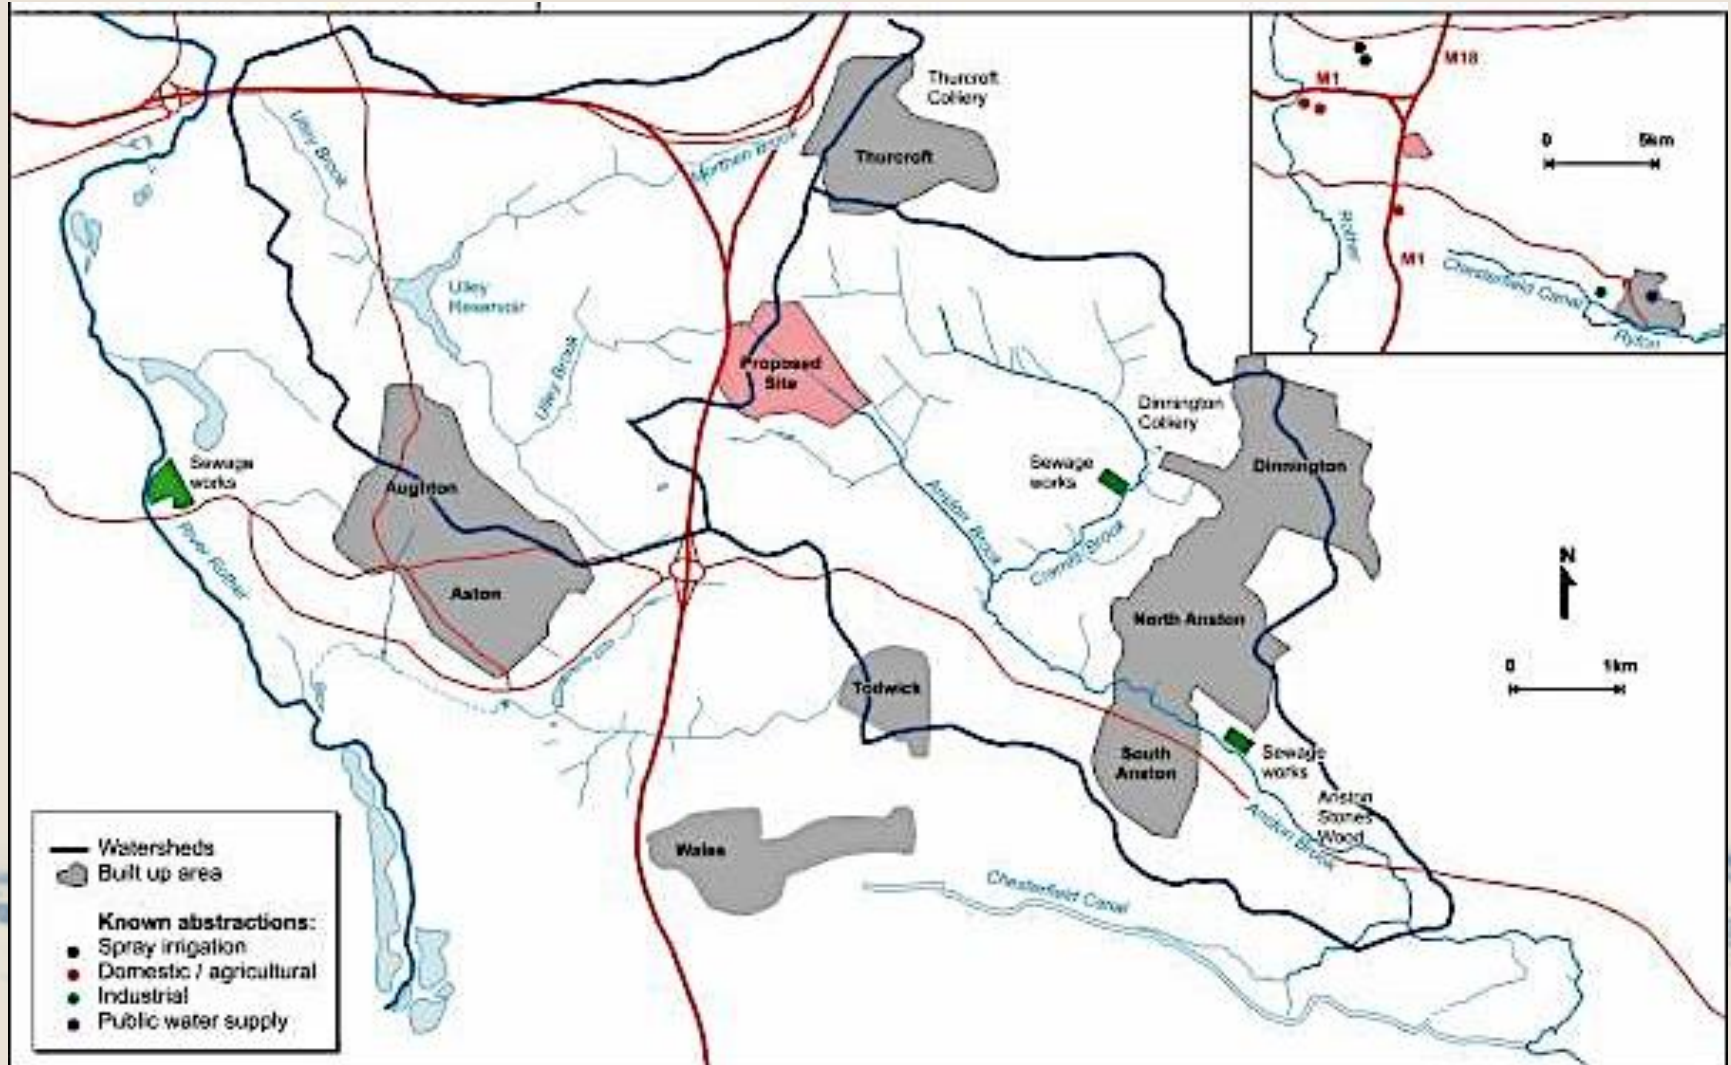 Thurcroft
Colliery
Thurcroft
Ulley Brook
Morthen Brook
Ulley
Reservoir
Ulley Brook
Proposed
Site
Dinnington
Colliery
Dinnington
Sewage
works
Sewage
works
Aughton
Anston Brook
Cramfit Brook
River Rother
Aston
North Anston
Todwick
South
Anston
Sewage
works
Anston
Stones
Wood
Anston Brook
Wales
Chesterfield Canal
N
0 1km
M1
M18
0 5km
Rother
M1
Chesterfield Canal
Ryton
Watersheds
Built up area
Known abstractions:
Spray irrigation
Domestic / agricultural
Industrial
Public water supply